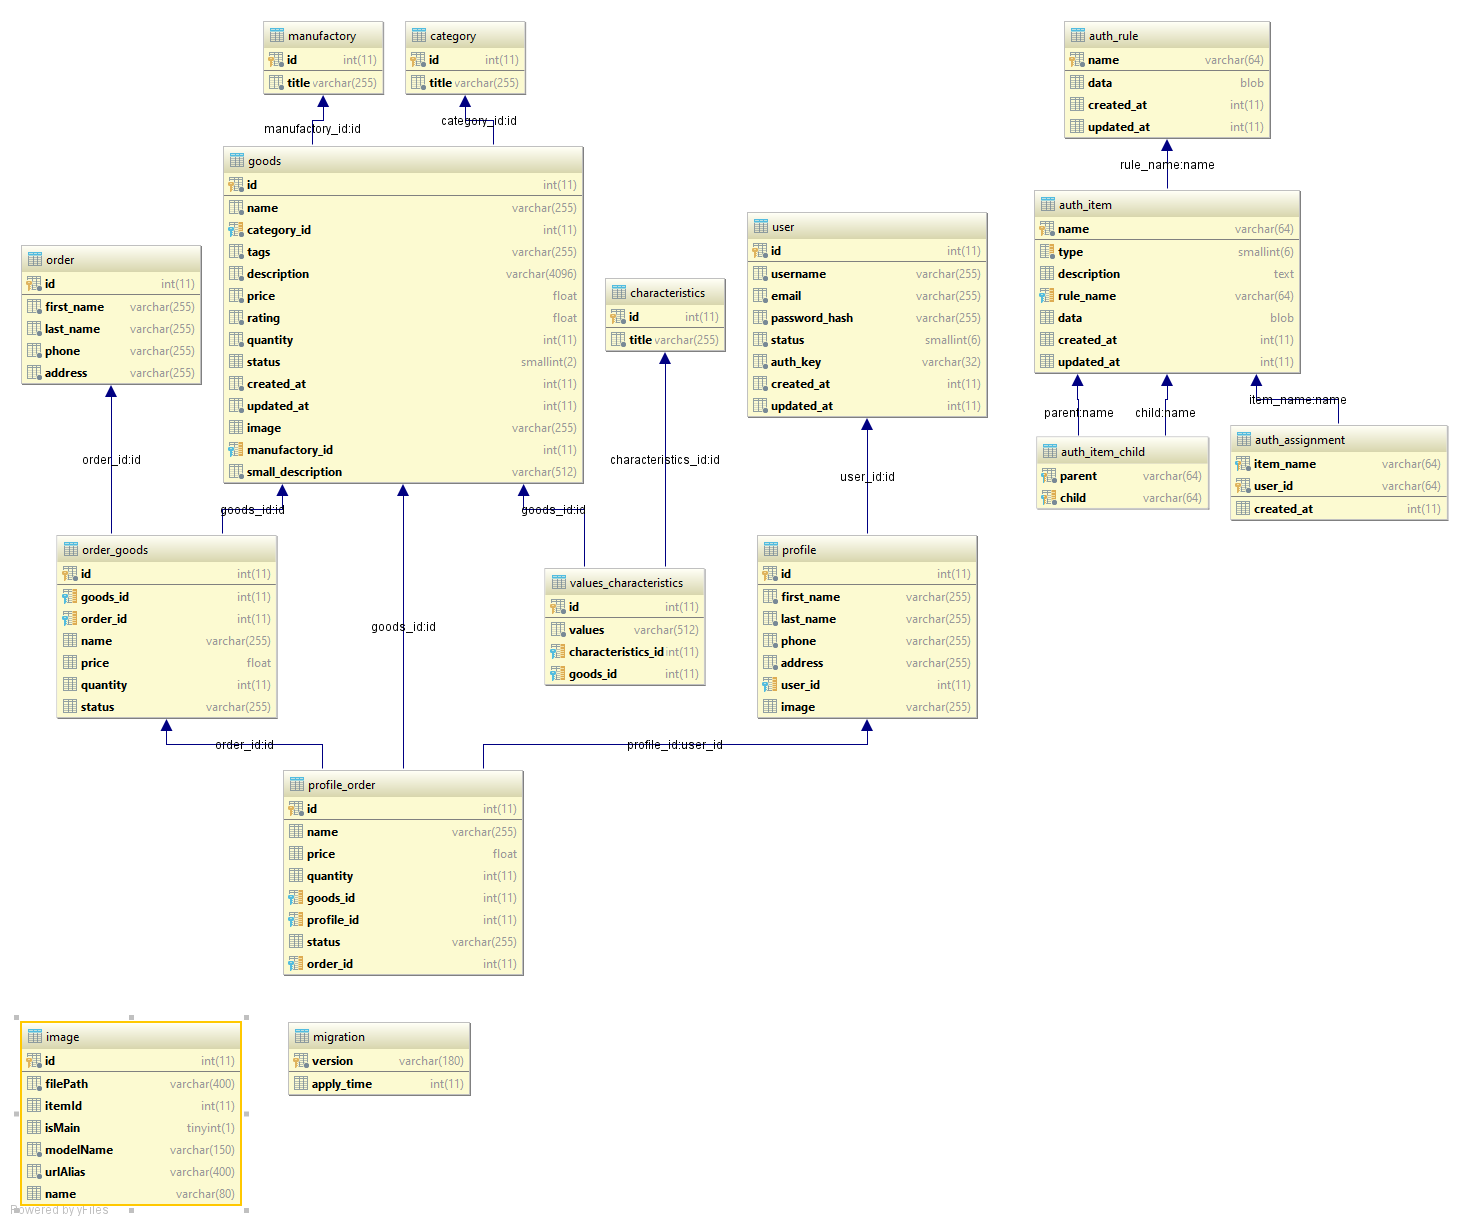 manufactory
id int(11)
title varchar(255)
category
id int(11)
title varchar(255)
auth_rule
name varchar(64)
data blob
created_at int(11)
updated_at int(11)
manufactory_id:id
category_id:id
rule_name:name
goods
id int(11)
name varchar(255)
category_id int(11)
tags varchar(255)
description varchar(4096)
price float
rating float
quantity int(11)
status smallint(2)
created_at int(11)
updated_at int(11)
image varchar(255)
manufactory_id int(11)
small_description varchar(512)
order
id int(11)
first_name varchar(255)
last_name varchar(255)
phone varchar(255)
address varchar(255)
characteristics
id int(11)
title varchar(255)
user
id int(11)
username varchar(255)
email varchar(255)
password_hash varchar(255)
status smallint(6)
auth_key varchar(32)
created_at int(11)
updated_at int(11)
auth_item
name varchar(64)
type smallint(6)
description text
rule_name varchar(64)
data blob
created_at int(11)
updated_at int(11)
parent:name
child:name
item_name:name
auth_item_child
parent varchar(64)
child varchar(64)
auth_assignment
item_name varchar(64)
user_id varchar(64)
created_at int(11)
order_id:id
characteristics_id:id
user_id:id
goods_id:id
goods_id:id
order_goods
id int(11)
goods_id int(11)
order_id int(11)
name varchar(255)
price float
quantity int(11)
status varchar(255)
goods_id:id
values_characteristics
id int(11)
values varchar(512)
characteristics_id int(11)
goods_id int(11)
profile
id int(11)
first_name varchar(255)
last_name varchar(255)
phone varchar(255)
address varchar(255)
user_id int(11)
image varchar(255)
order_id:id
profile_id:user_id
profile_order
id int(11)
name varchar(255)
price float
quantity int(11)
goods_id int(11)
profile_id int(11)
status varchar(255)
order_id int(11)
image
id int(11)
filePath varchar(400)
itemId int(11)
isMain tinyint(1)
modelName varchar(150)
urlAlias varchar(400)
name varchar(80)
migration
version varchar(180)
apply_time int(11)
Powered by yFiles